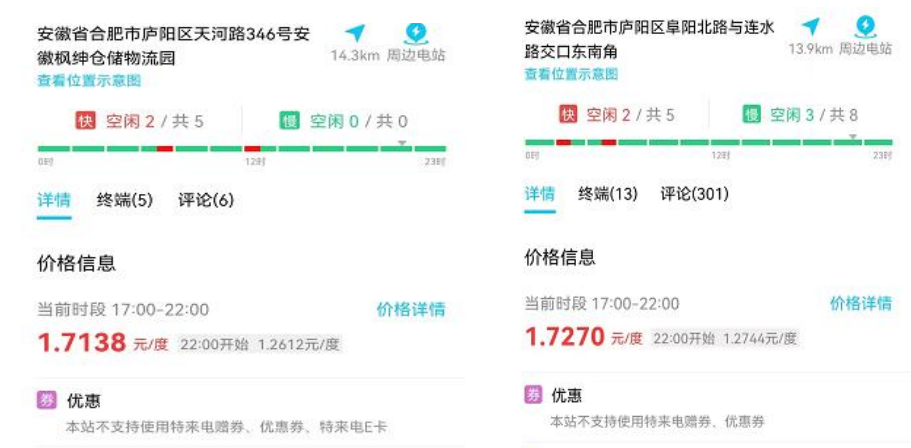 安徽省合肥市庐阳区天河路346号安
徽枫绅仓储物流园
14.3km 周边电站
查看位置示意图
快 空闲 2 / 共 5
慢 空闲 0 / 共 0
0时 12时 23时
详情 终端(5) 评论(6)
价格信息
当前时段 17:00-22:00 价格详情
1.7138 元/度 22:00开始 1.2612元/度
券 优惠
本站不支持使用特来电赠券、优惠券、特来电E卡
安徽省合肥市庐阳区阜阳北路与连水
路交口东南角
13.9km 周边电站
查看位置示意图
快 空闲 2 / 共 5
慢 空闲 3 / 共 8
0时 12时 23时
详情 终端(13) 评论(301)
价格信息
当前时段 17:00-22:00 价格详情
1.7270 元/度 22:00开始 1.2744元/度
券 优惠
本站不支持使用特来电赠券、优惠券